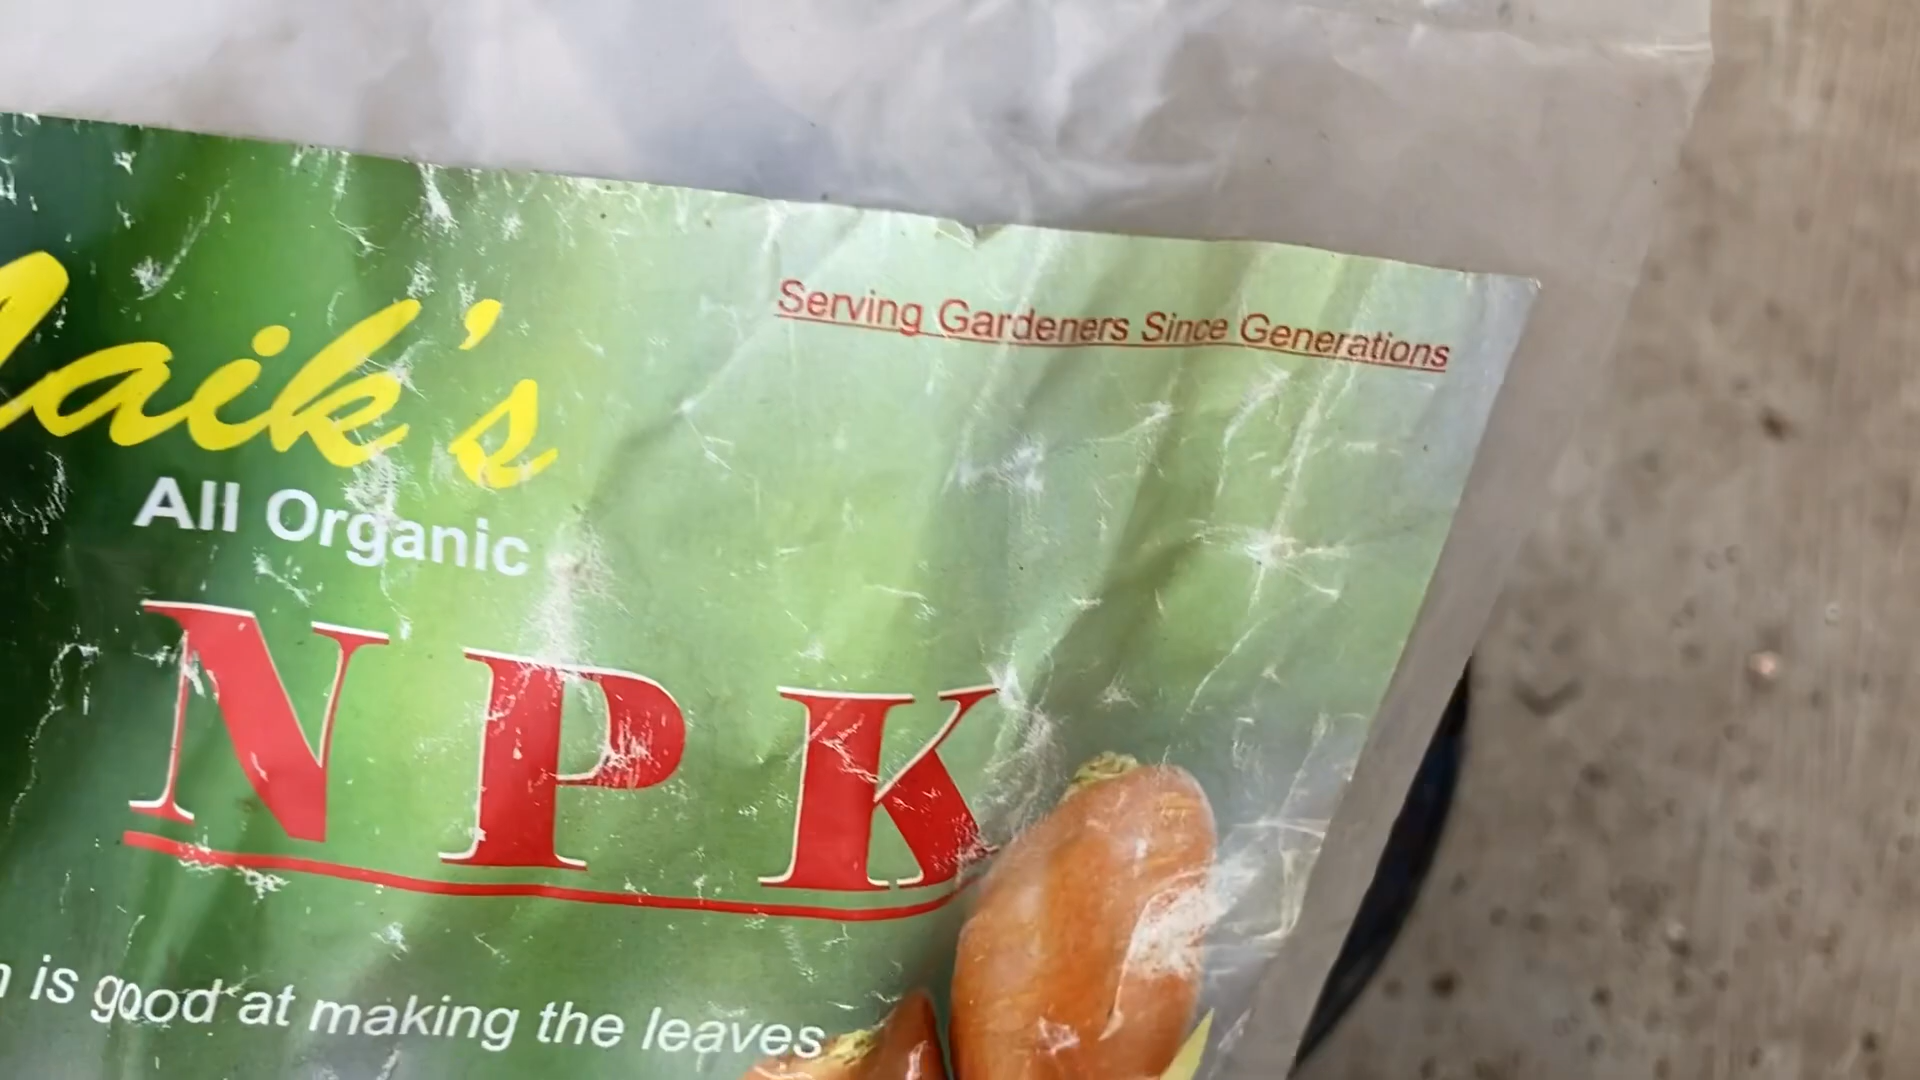 Serving Gardeners Since Generations
aik's
All Organic
NPK
is good at making the leaves